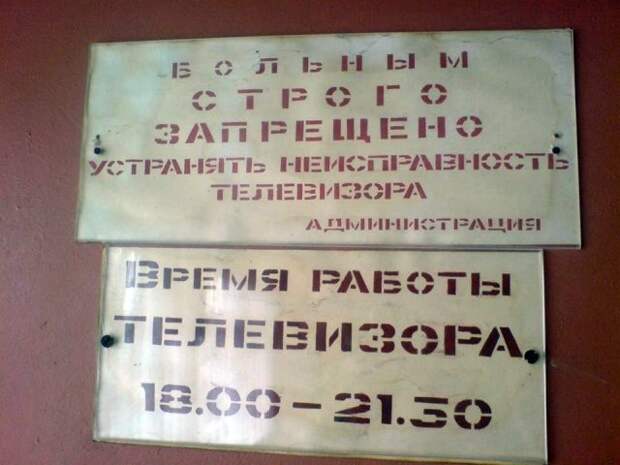 БОЛЬНЫМ
СТРОГО
ЗАПРЕЩЕНО
УСТРАНЯТЬ НЕИСПРАВНОСТЬ
ТЕЛЕВИЗОРА
АДМИНИСТРАЦИЯ
ВРЕМЯ РАБОТЫ
ТЕЛЕВИЗОРА
18.00-21.30